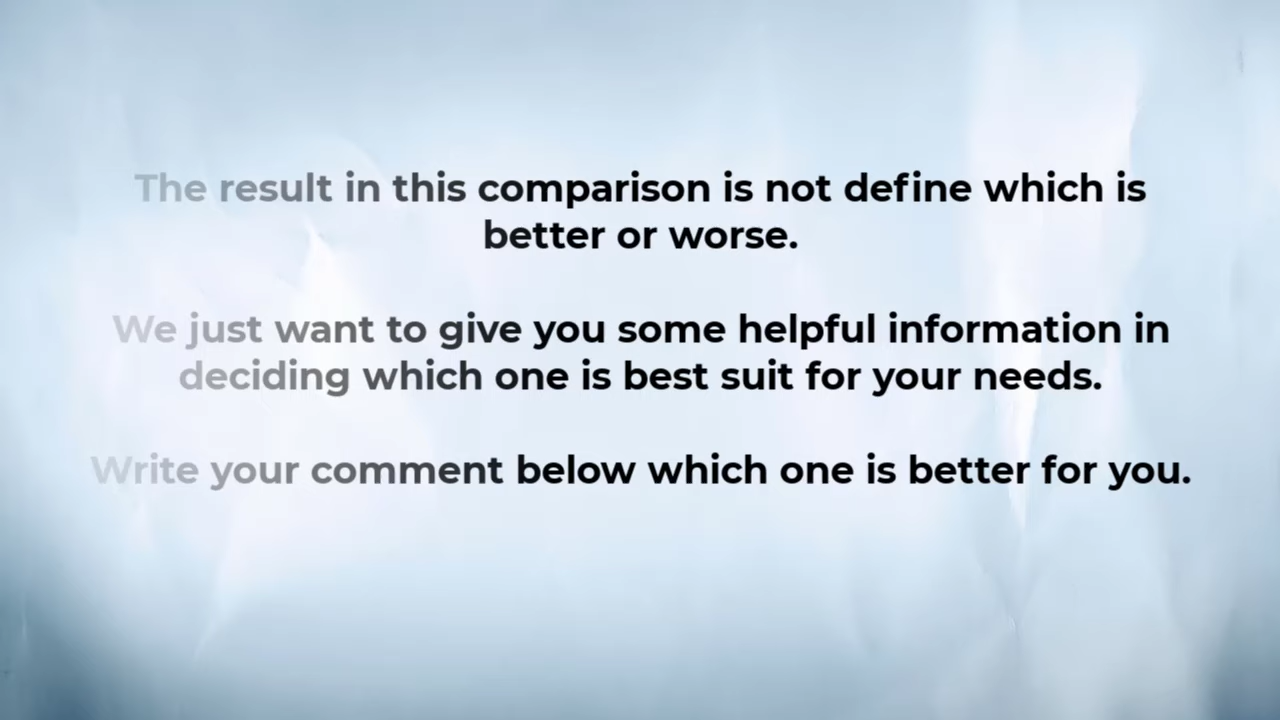 The result in this comparison is not define which is
better or worse.
We just want to give you some helpful information in
deciding which one is best suit for your needs.
Write your comment below which one is better for you.